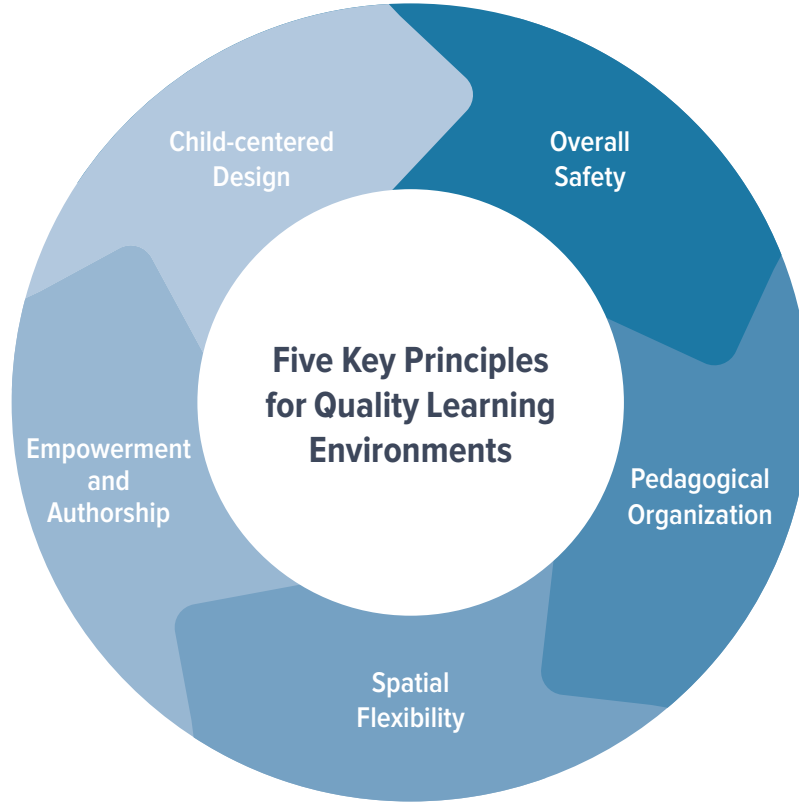 Five Key Principles
for Quality Learning
Environments
Overall
Safety
Pedagogical
Organization
Spatial
Flexibility
Empowerment
and
Authorship
Child-centered
Design